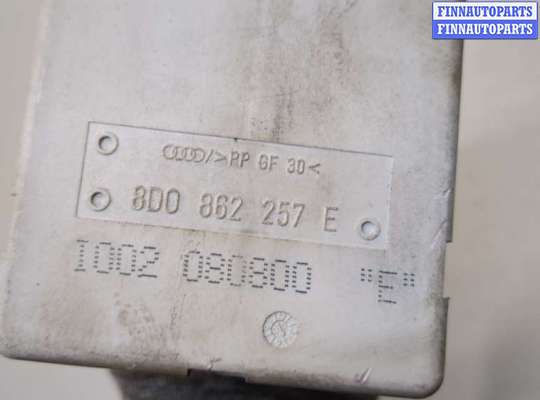 FINNAUTOPARTS
FINNAUTOPARTS
/>PP GF 30<
8D0 862 257 E
I002 080800 "E"